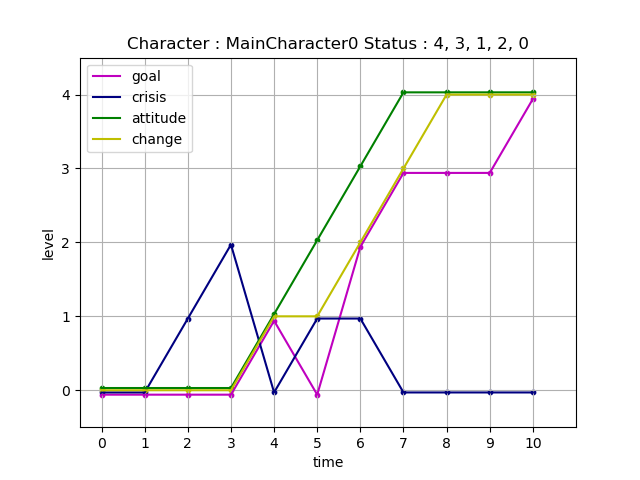 Character : MainCharacter0 Status : 4, 3, 1, 2, 0
goal
crisis
attitude
change
level
4
3
2
1
0
0 1 2 3 4 5 6 7 8 9 10
time